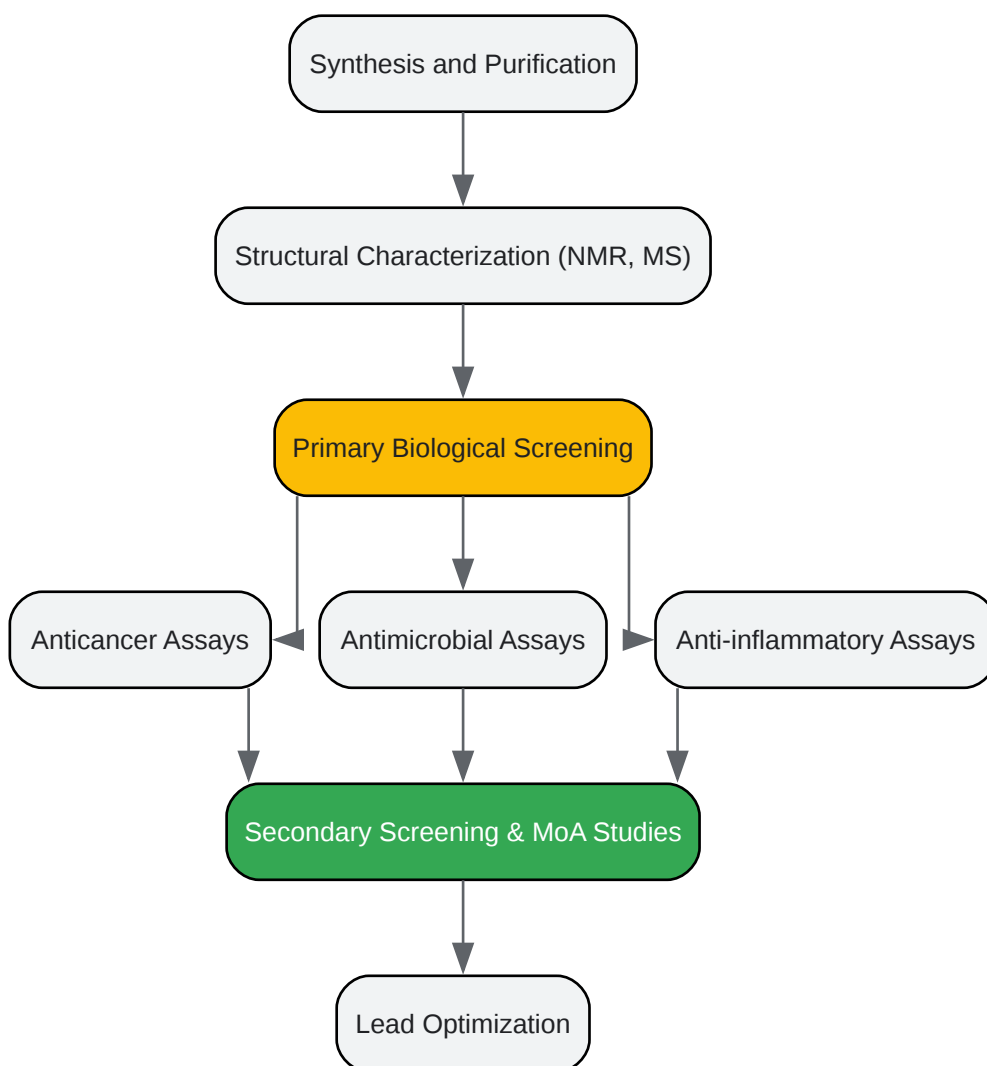 Synthesis and Purification
Structural Characterization (NMR, MS)
Primary Biological Screening
Anticancer Assays
Antimicrobial Assays
Anti-inflammatory Assays
Secondary Screening & MoA Studies
Lead Optimization